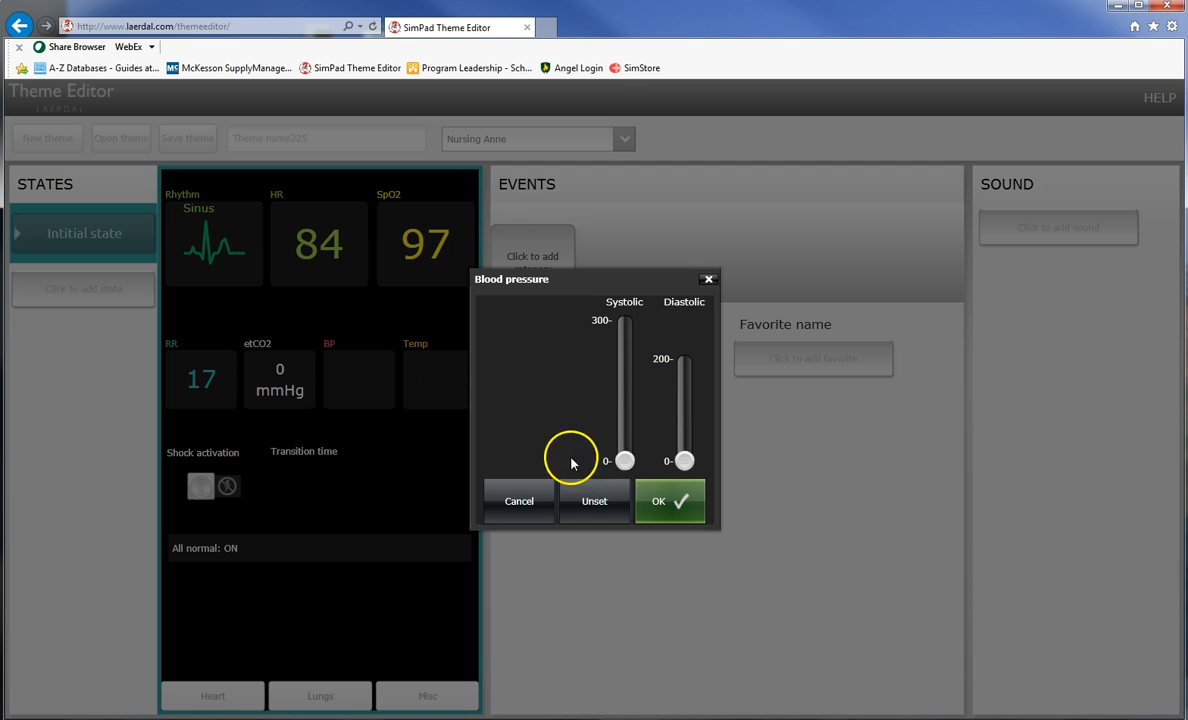 http://www.laerdal.com/themeeditor/
SimPad Theme Editor
Share Browser WebEx
A-Z Databases - Guides at...
McKesson SupplyManage...
SimPad Theme Editor
Program Leadership - Sch...
Angel Login
SimStore
Theme Editor
LAERDAL
HELP
New theme
Open theme
Save theme
Theme name225
Nursing Anne
STATES
Intitial state
Click to add state
Rhythm HR SpO2
Sinus
84
97
RR etCO2 BP Temp
17
0
mmHg
Shock activation
Transition time
All normal: ON
Heart Lungs Misc
EVENTS
Click to add
Blood pressure
Systolic Diastolic
300-
200-
0- 0-
Cancel Unset OK
Favorite name
Click to add favorite
SOUND
Click to add sound